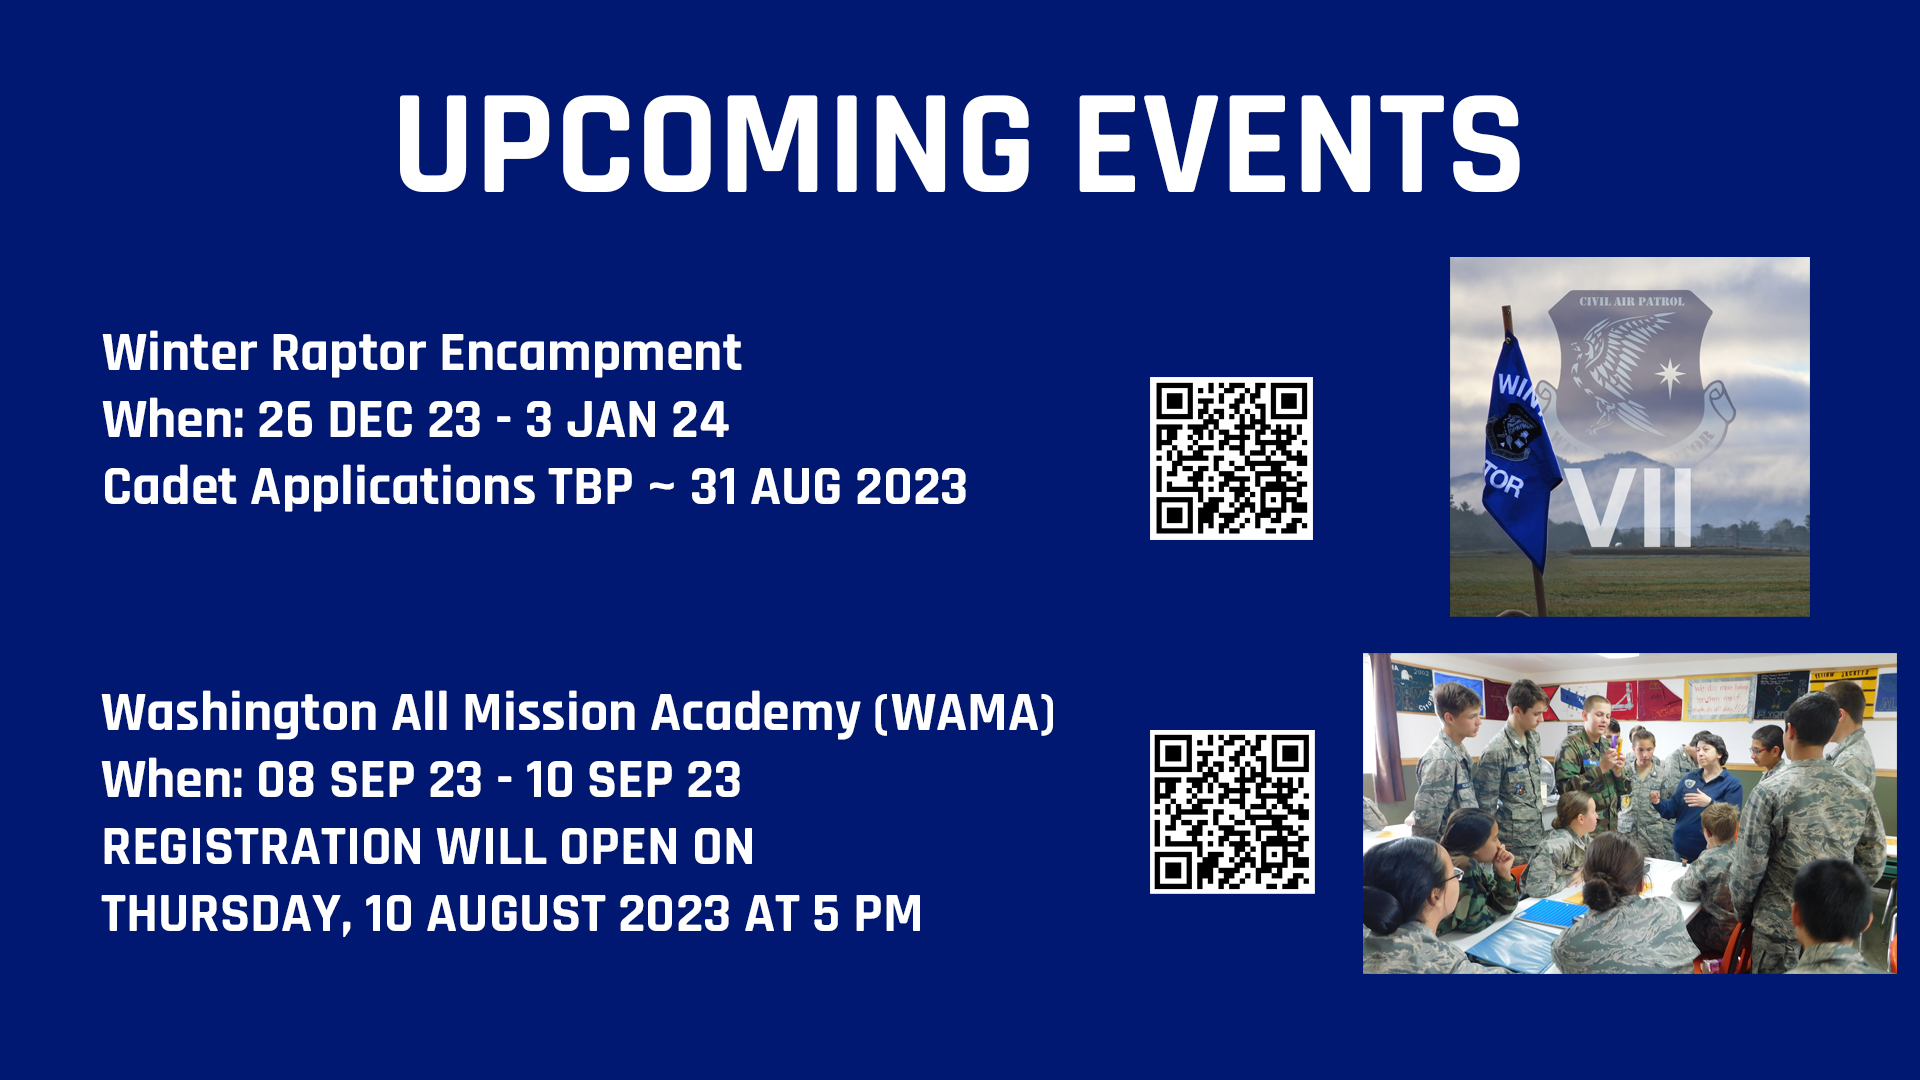 UPCOMING EVENTS
Winter Raptor Encampment
When: 26 DEC 23 - 3 JAN 24
Cadet Applications TBP ~ 31 AUG 2023
CIVIL AIR PATROL
WIN
TOR
VII
Washington All Mission Academy (WAMA)
When: 08 SEP 23 - 10 SEP 23
REGISTRATION WILL OPEN ON
THURSDAY, 10 AUGUST 2023 AT 5 PM